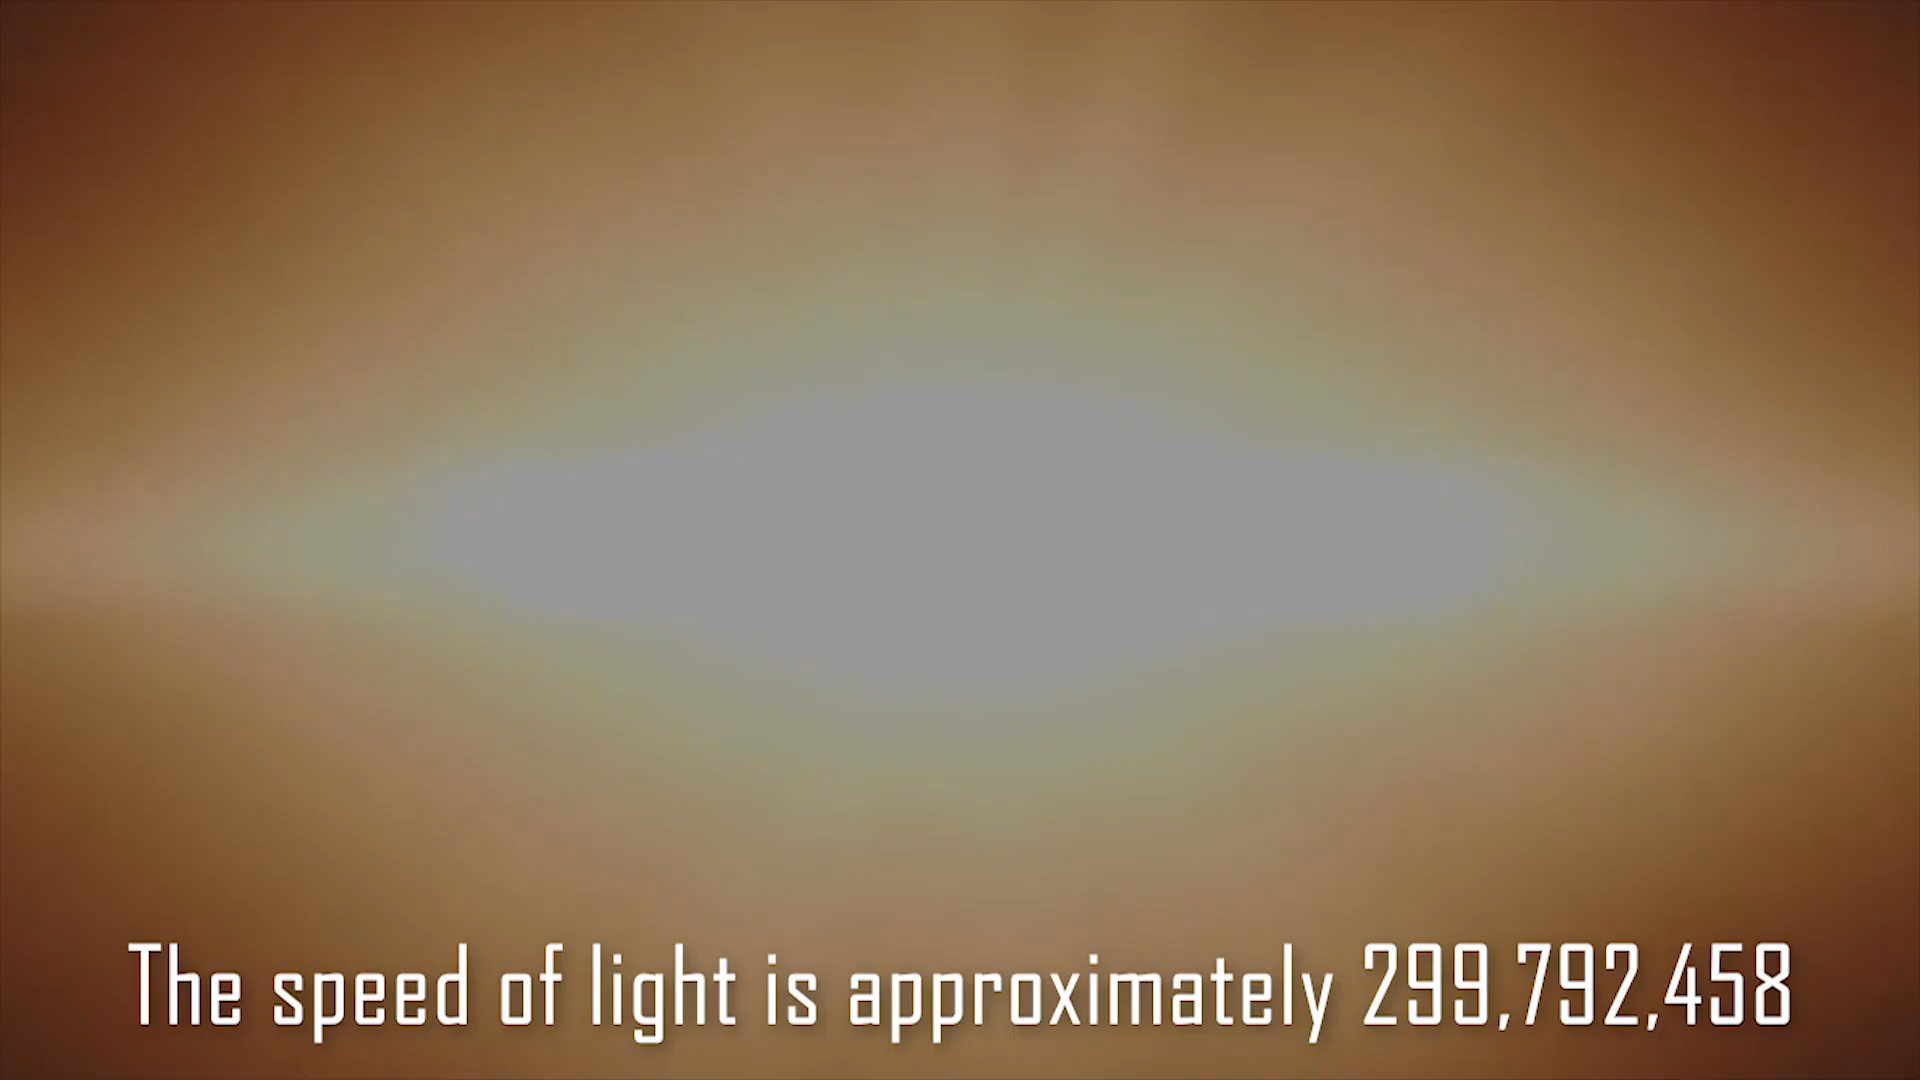 The speed of light is approximately 299,792,458